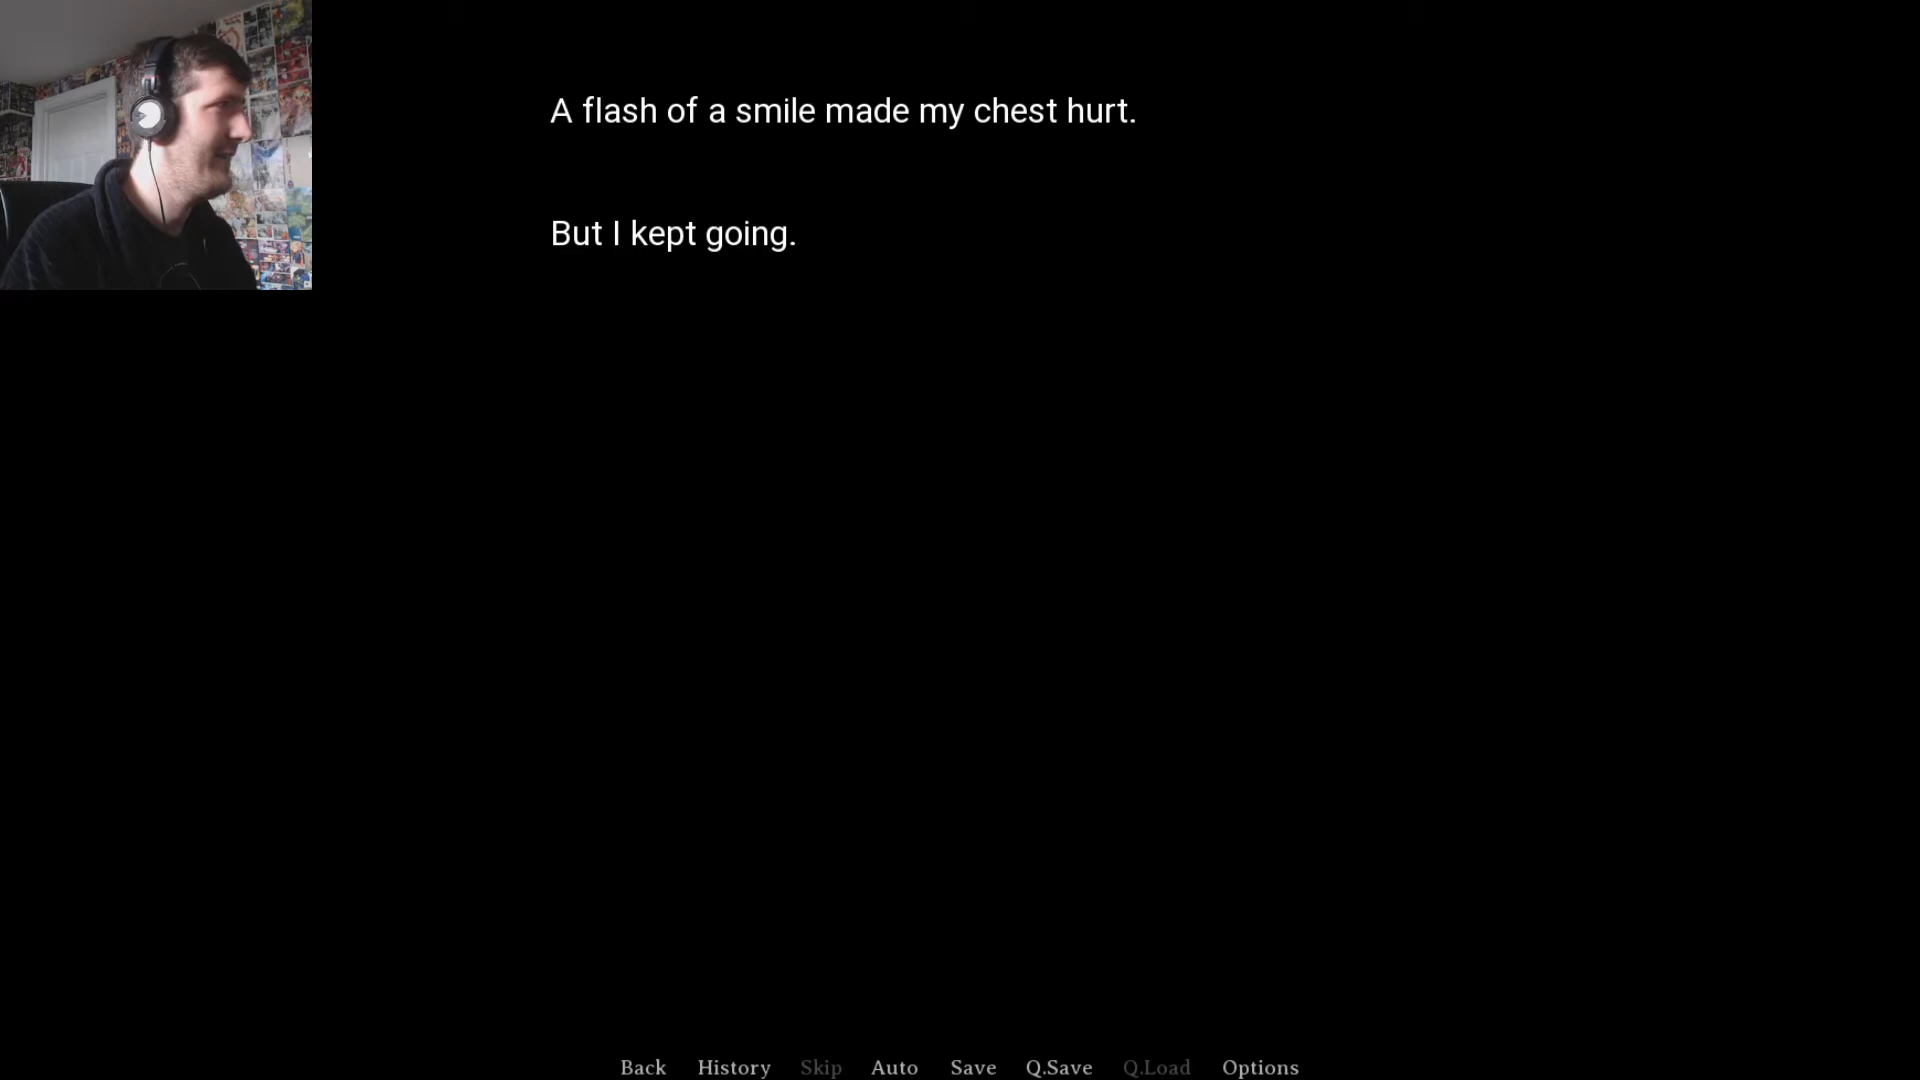 A flash of a smile made my chest hurt.
But I kept going.
Back History Skip Auto Save Q.Save Q.Load Options